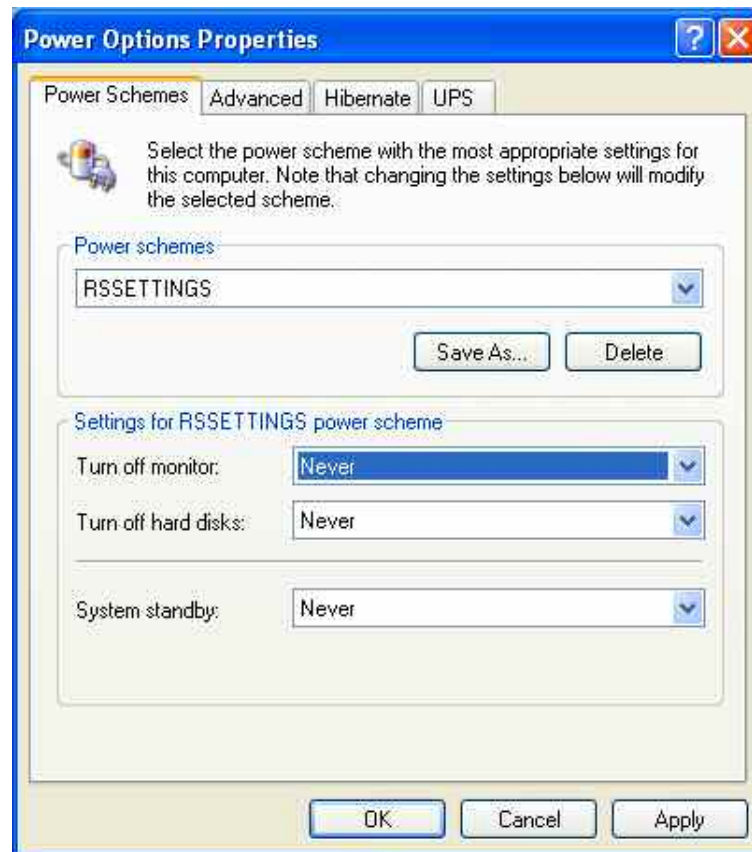 Power Options Properties
Power Schemes Advanced Hibernate UPS
Select the power scheme with the most appropriate settings for
this computer. Note that changing the settings below will modify
the selected scheme.
Power schemes
RSSETTINGS
Save As... Delete
Settings for RSSETTINGS power scheme
Turn off monitor: Never
Turn off hard disks: Never
System standby: Never
OK Cancel Apply